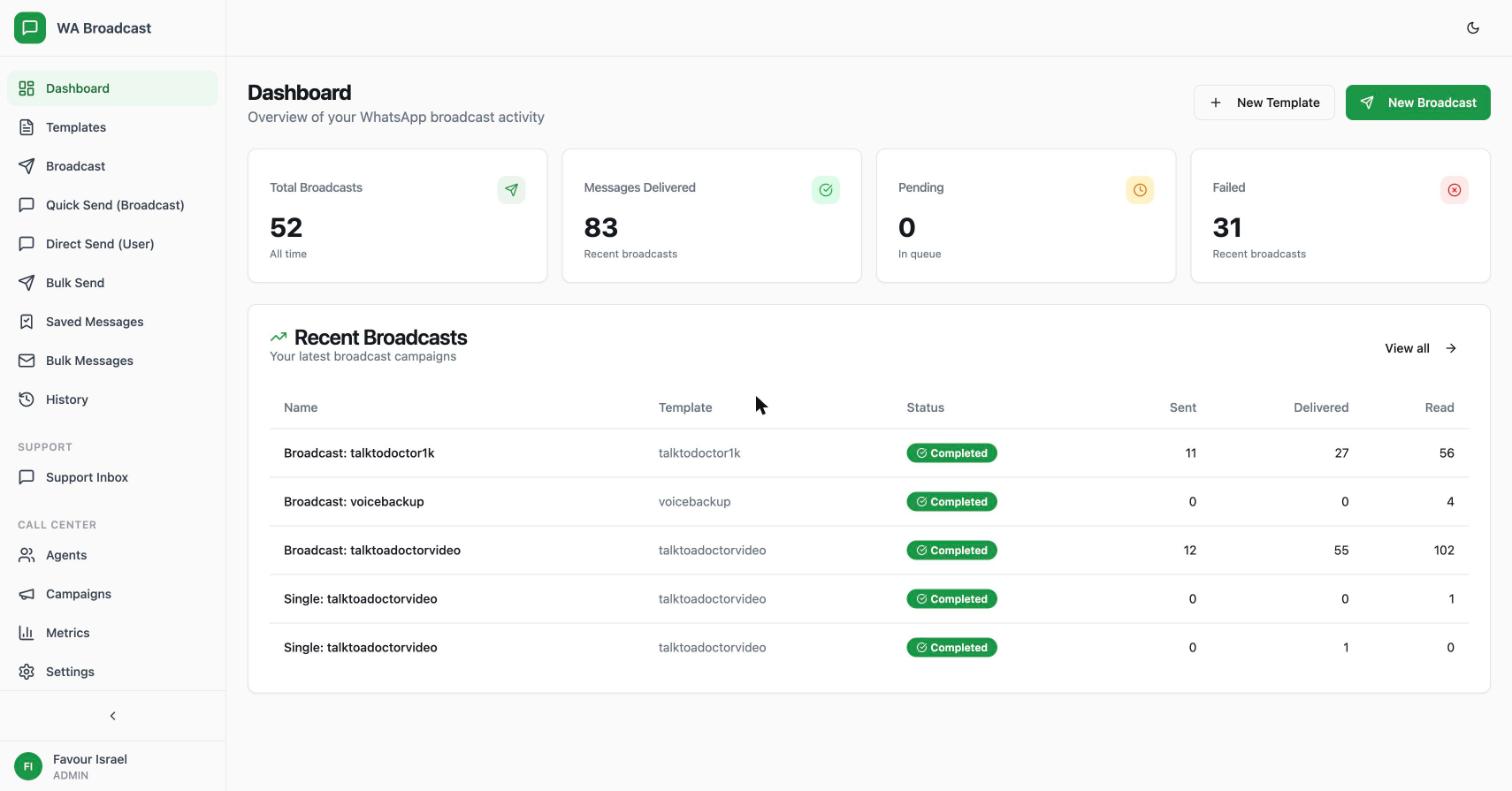 WA Broadcast
Dashboard
Templates
Broadcast
Quick Send (Broadcast)
Direct Send (User)
Bulk Send
Saved Messages
Bulk Messages
History
SUPPORT
Support Inbox
CALL CENTER
Agents
Campaigns
Metrics
Settings
FI
Favour Israel
ADMIN
Dashboard
Overview of your WhatsApp broadcast activity
New Template
New Broadcast
Total Broadcasts
52
All time
Messages Delivered
83
Recent broadcasts
Pending
0
In queue
Failed
31
Recent broadcasts
Recent Broadcasts
Your latest broadcast campaigns
View all
Name Template Status Sent Delivered Read
Broadcast: talktodoctor1k talktodoctor1k Completed 11 27 56
Broadcast: voicebackup voicebackup Completed 0 0 4
Broadcast: talktoadoctorvideo talktoadoctorvideo Completed 12 55 102
Single: talktoadoctorvideo talktoadoctorvideo Completed 0 0 1
Single: talktoadoctorvideo talktoadoctorvideo Completed 0 1 0